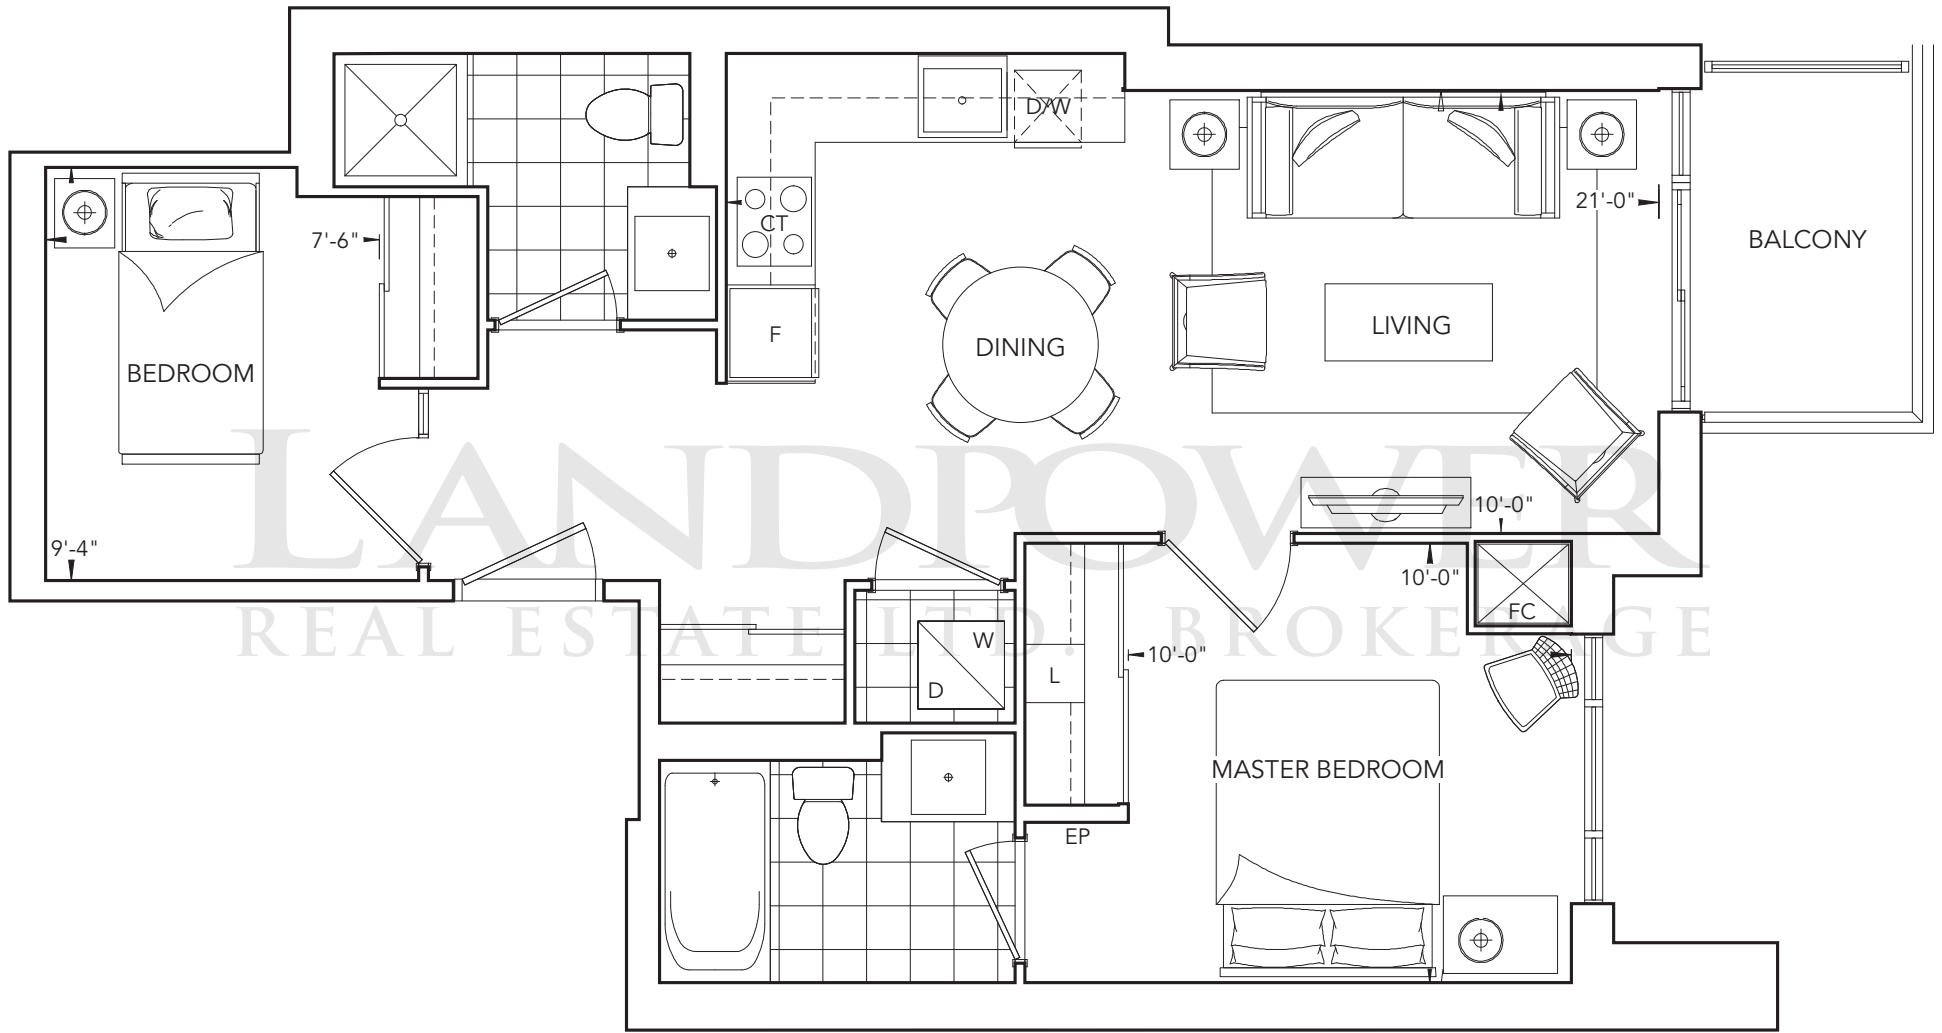 D/W
CT
21'-0"
BALCONY
7'-6"
F
LIVING
DINING
BEDROOM
LANDPOWER
10'-0"
9'-4"
10'-0"
FC
REAL ESTATE LTD. BROKERAGE
W
10'-0"
L
D
MASTER BEDROOM
EP